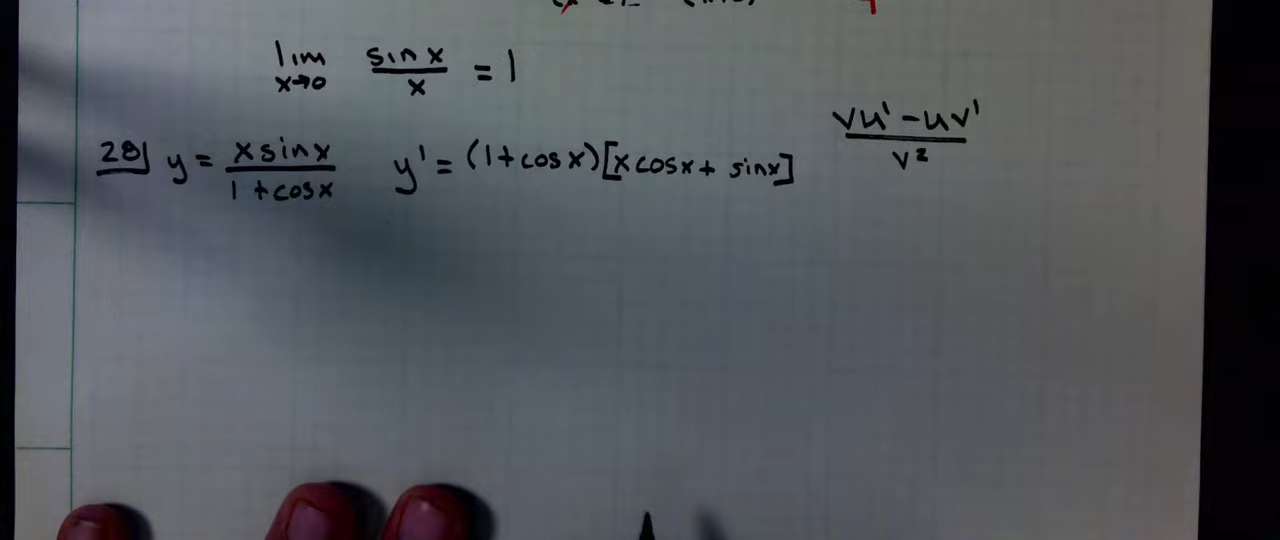 lim sin x / x = 1
x→0
28) y = x sin x / 1 + cos x y' = (1 + cos x)[x cos x + sin x] vu' - uv' / v²